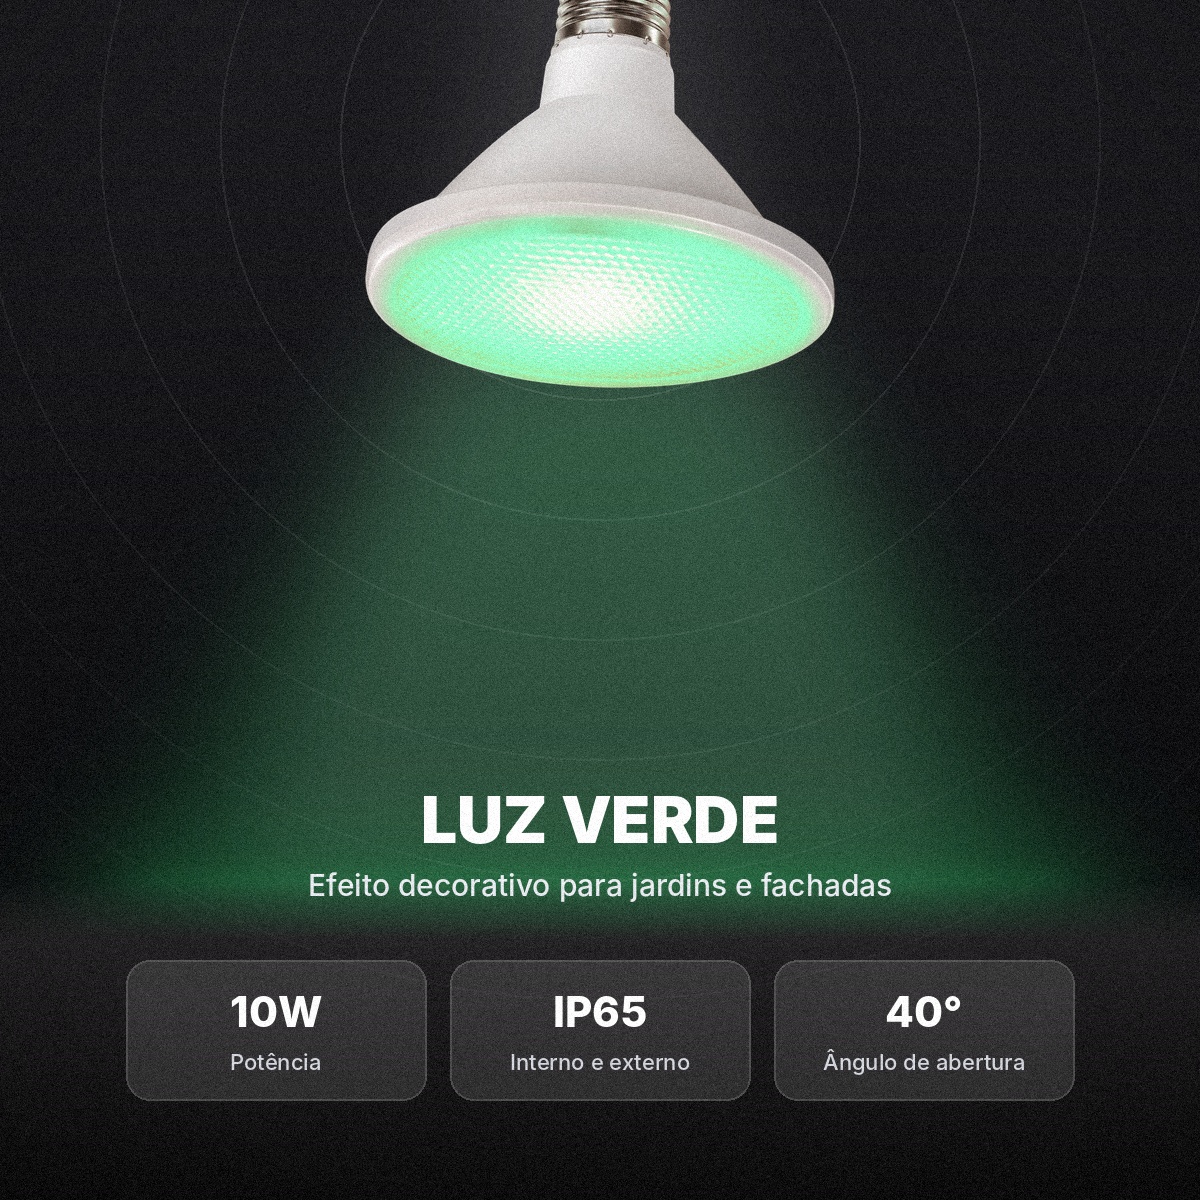 LUZ VERDE
Efeito decorativo para jardins e fachadas
10W
Potência
IP65
Interno e externo
40°
Ângulo de abertura